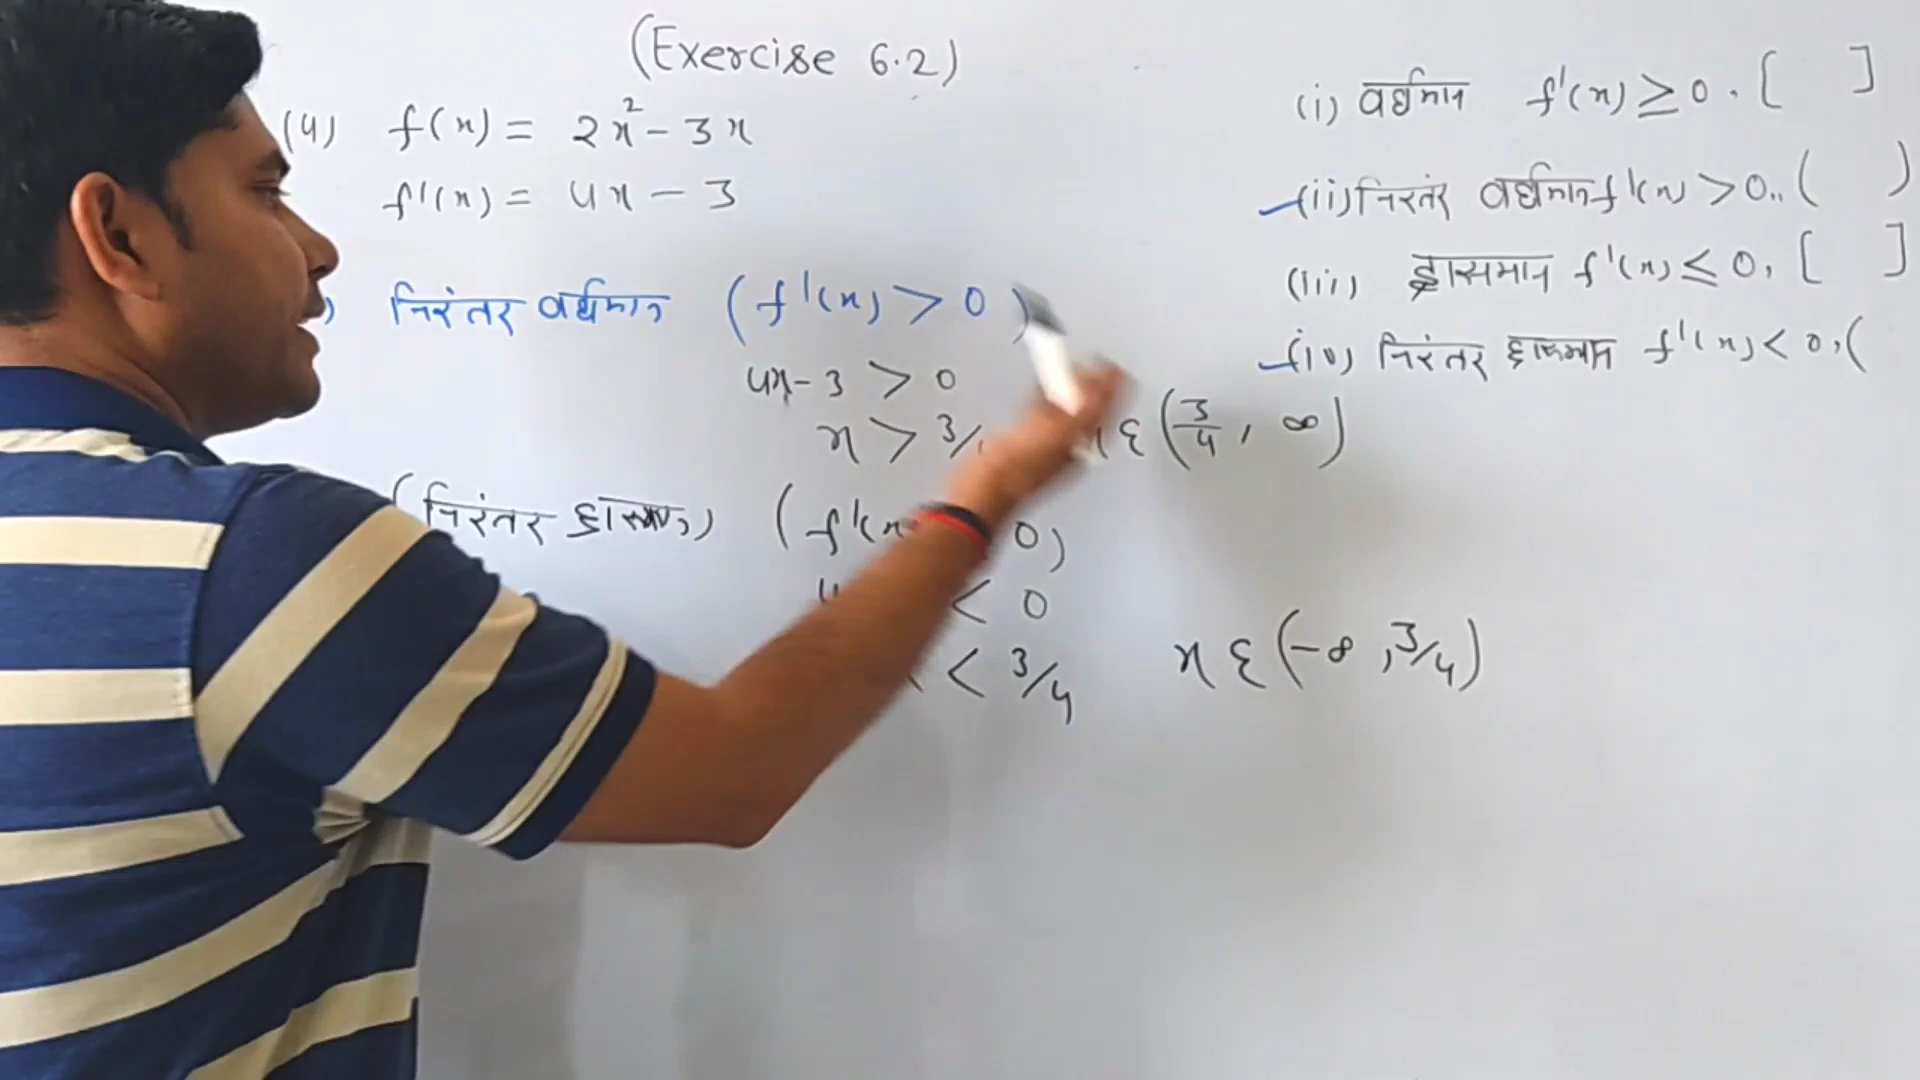 (Exercise 6.2)
(4) f(x) = 2x² - 3x
f'(x) = 4x - 3
) निरंतर वर्धमान (f'(x) > 0)
4x - 3 > 0
x > 3/ x ε (3/4, ∞)
(निरंतर ह्रासमान) (f'(x 0)
4 < 0
< 3/4 x ε (-∞, 3/4)
(i) वर्धमान f'(x) ≥ 0. [ ]
(ii) निरतंर वर्धमान f'(x) > 0.. ( )
(iii) ह्रासमान f'(x) ≤ 0, [ ]
(iv) निरंतर ह्रासमान f'(x) < 0, (